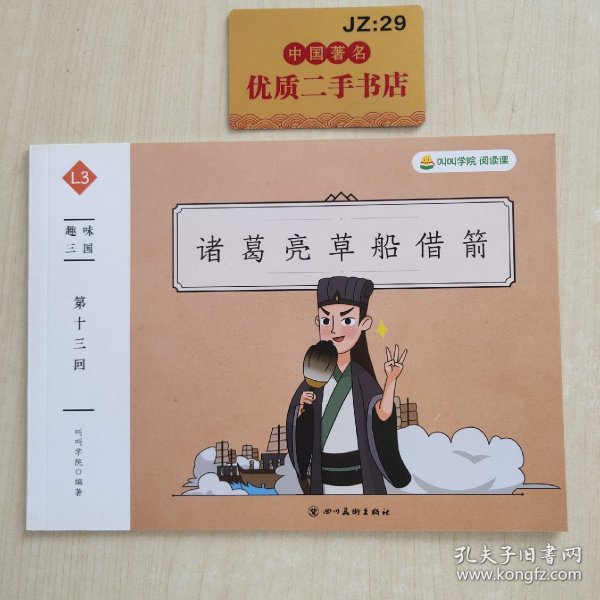 JZ:29
中国著名
优质二手书店
L3
叫叫学院 阅读课
趣味
三国
第十三回
叫叫学院◎编著
诸葛亮草船借箭
四川美术出版社
孔夫子旧书网
www.kongfz.com